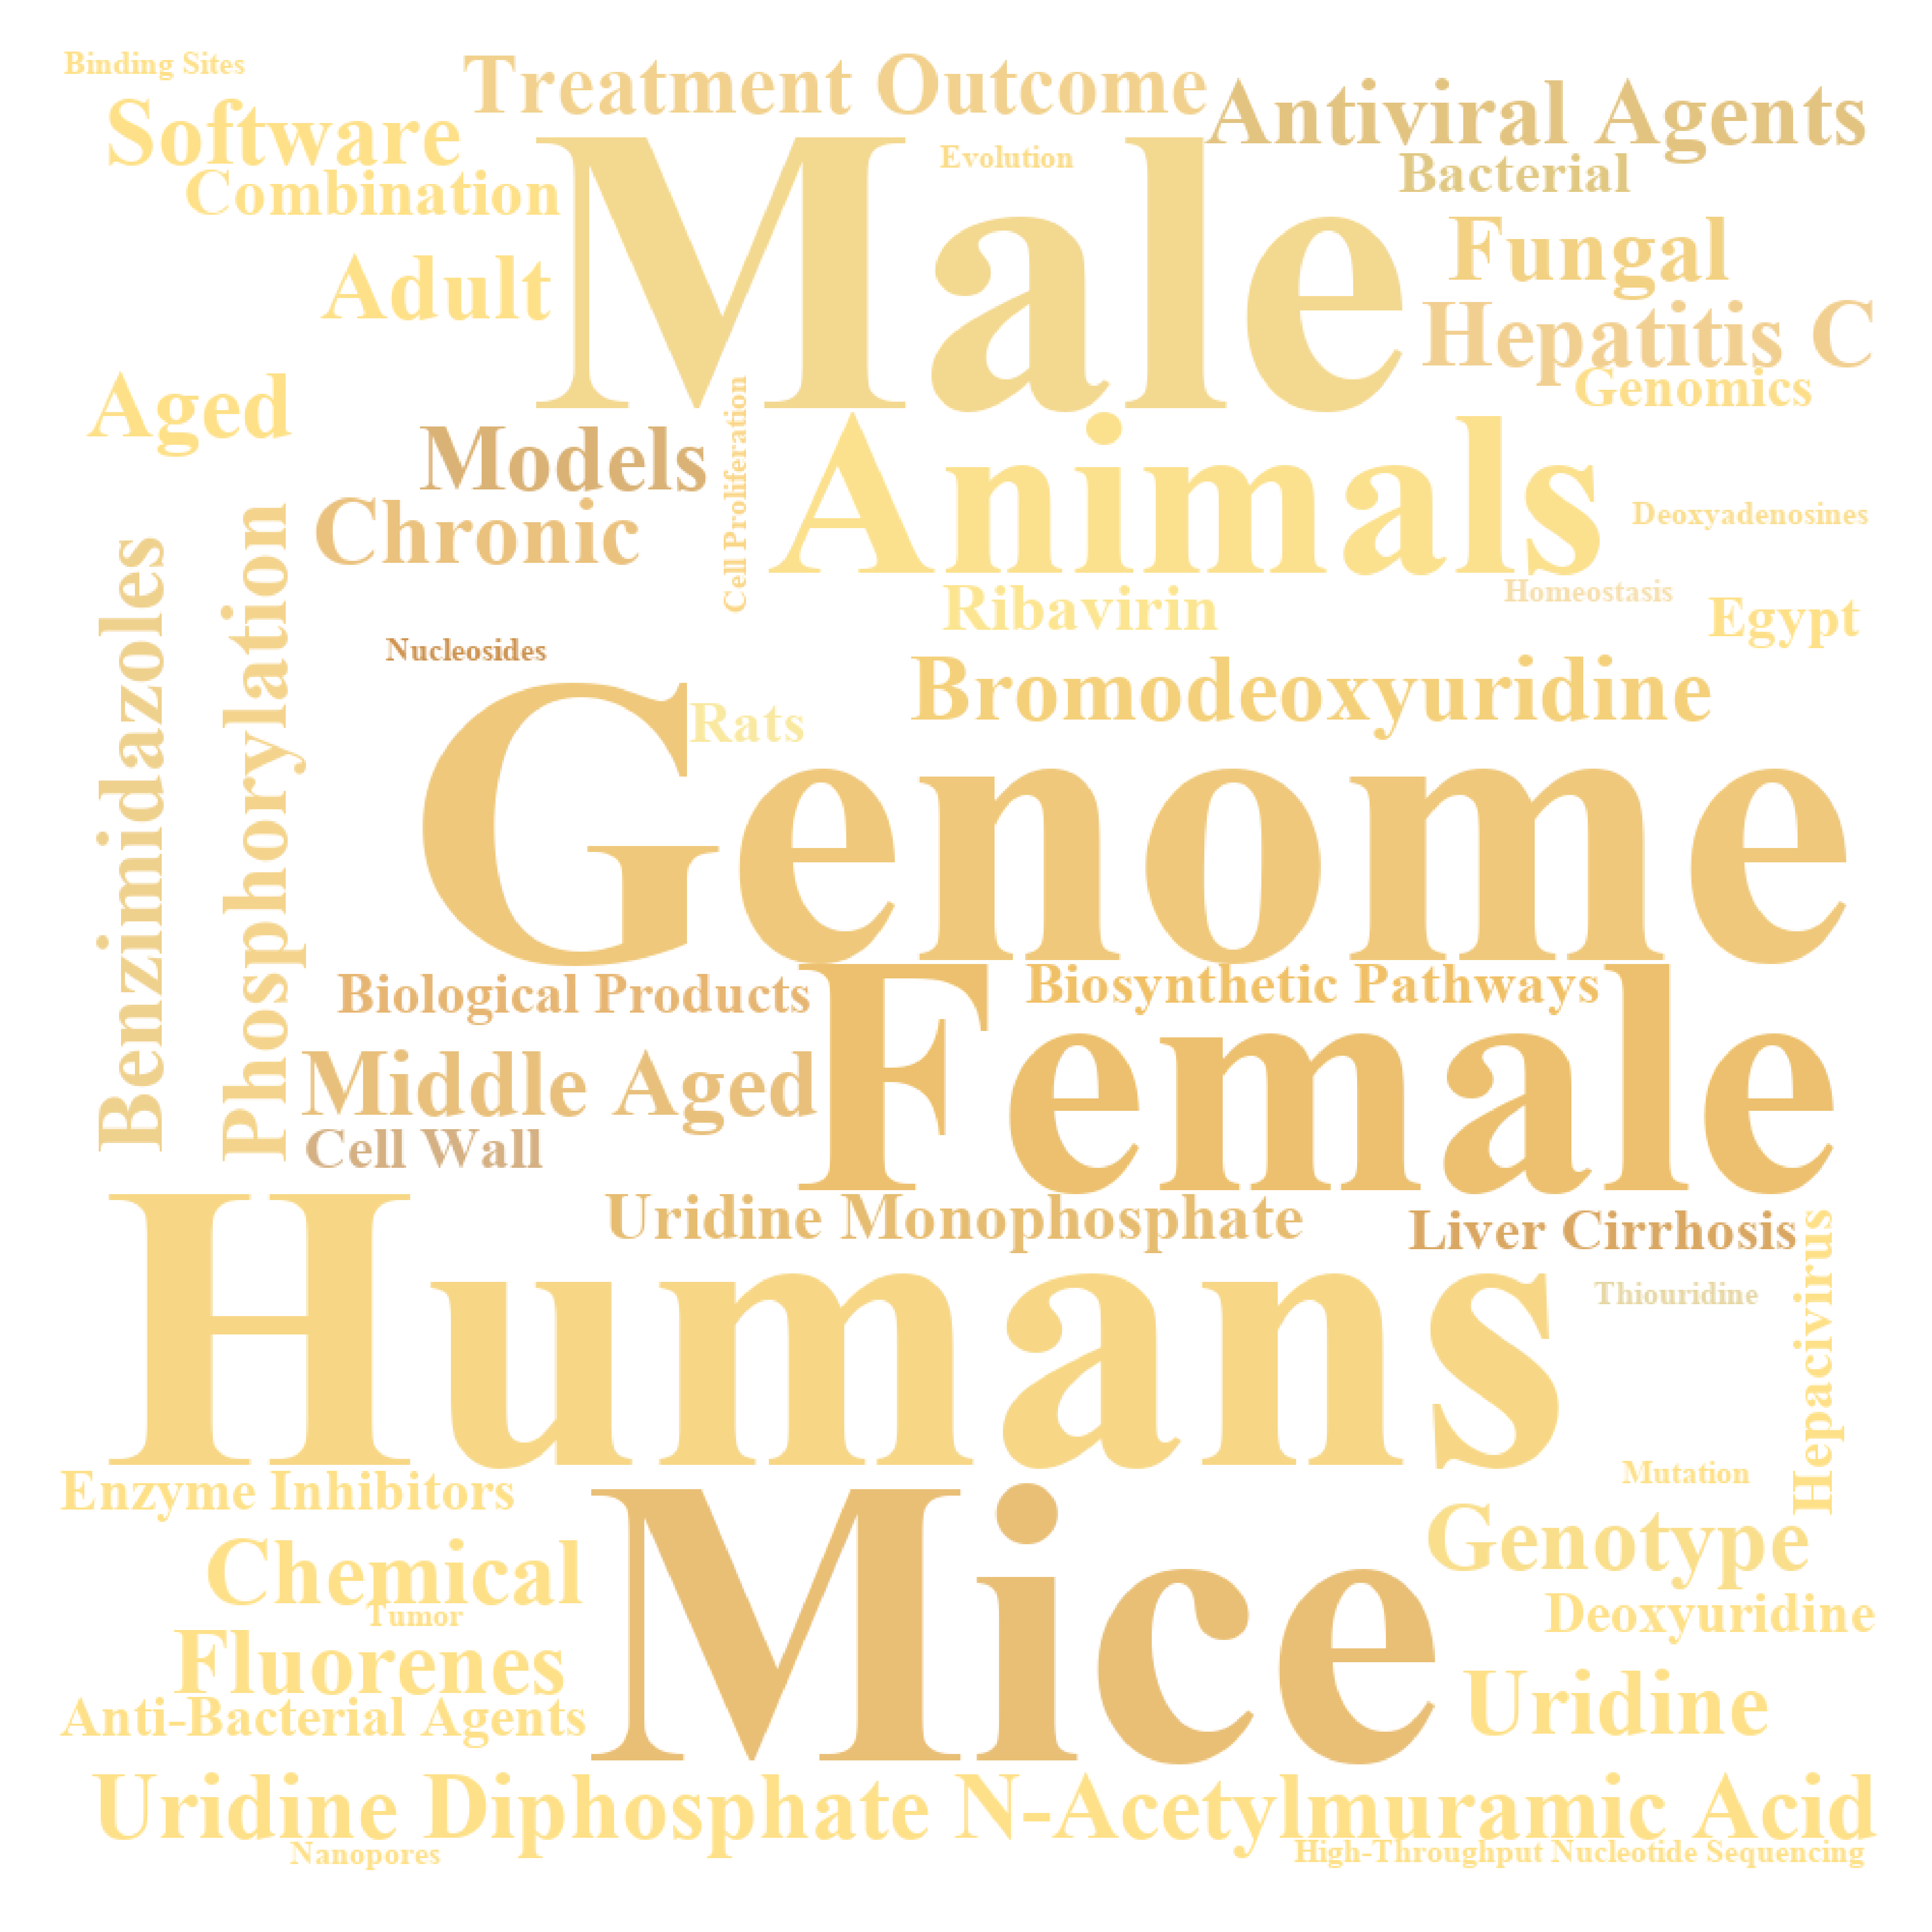 Binding Sites
Treatment Outcome
Software
Antiviral Agents
Male
Evolution
Bacterial
Combination
Fungal
Adult
Hepatitis C
Genomics
Aged
Models
Cell Proliferation
Animals
Chronic
Deoxyadenosines
Benzimidazoles
Phosphorylation
Ribavirin
Homeostasis
Egypt
Nucleosides
Bromodeoxyuridine
Rats
Genome
Biological Products
Biosynthetic Pathways
Female
Middle Aged
Cell Wall
Uridine Monophosphate
Liver Cirrhosis
Humans
Thiouridine
Hepacivirus
Mutation
Enzyme Inhibitors
Mice
Genotype
Chemical
Tumor
Deoxyuridine
Fluorenes
Uridine
Anti-Bacterial Agents
Uridine Diphosphate N-Acetylmuramic Acid
Nanopores
High-Throughput Nucleotide Sequencing